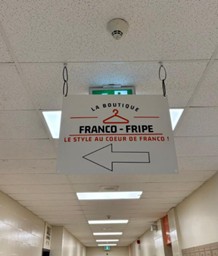 LA BOUTIQUE
FRANCO - FRIPE
LE STYLE AU COEUR DE FRANCO !